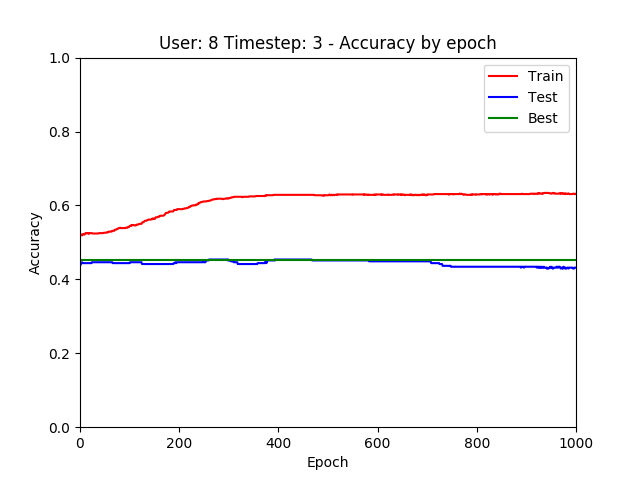 User: 8 Timestep: 3 - Accuracy by epoch
1.0
0.8
0.6
0.4
0.2
0.0
Accuracy
Train
Test
Best
0 200 400 600 800 1000
Epoch